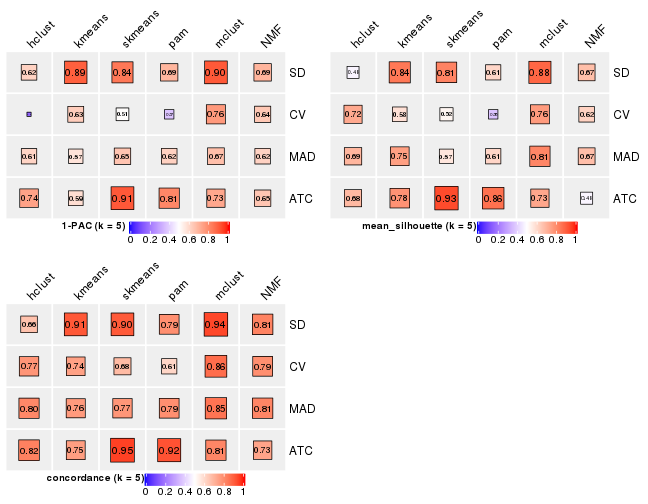 hclust kmeans skmeans pam mclust NMF
0.62 0.89 0.84 0.69 0.90 0.69 SD
0.63 0.51 0.76 0.64 CV
0.61 0.57 0.65 0.62 0.67 0.62 MAD
0.74 0.59 0.91 0.81 0.73 0.65 ATC
1-PAC (k = 5)
0 0.2 0.4 0.6 0.8 1
hclust kmeans skmeans pam mclust NMF
0.84 0.81 0.61 0.88 0.67 SD
0.72 0.58 0.52 0.76 0.62 CV
0.69 0.75 0.57 0.61 0.81 0.67 MAD
0.68 0.78 0.93 0.86 0.73 ATC
mean_silhouette (k = 5)
0 0.2 0.4 0.6 0.8 1
hclust kmeans skmeans pam mclust NMF
0.66 0.91 0.90 0.79 0.94 0.81 SD
0.77 0.74 0.68 0.61 0.86 0.79 CV
0.80 0.76 0.77 0.79 0.85 0.81 MAD
0.82 0.75 0.95 0.92 0.81 0.73 ATC
concordance (k = 5)
0 0.2 0.4 0.6 0.8 1